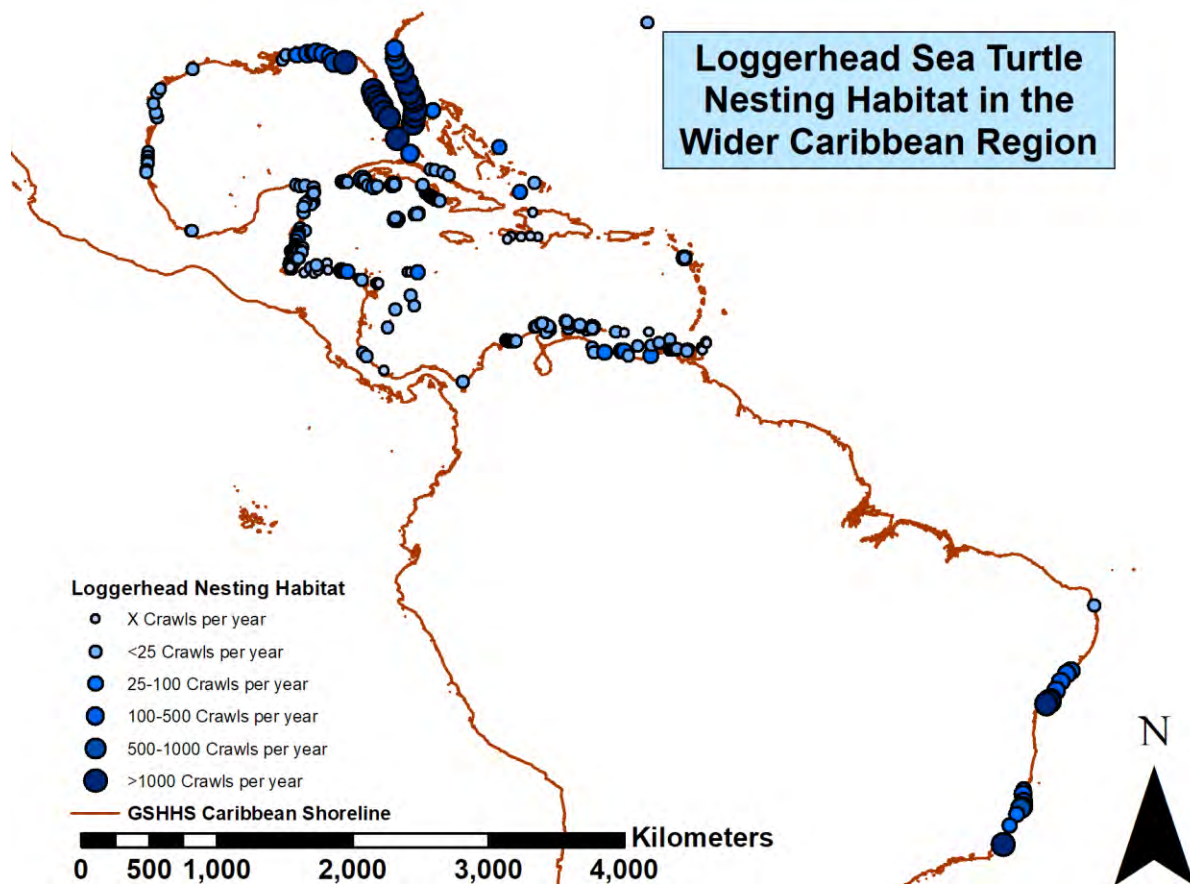 Loggerhead Sea Turtle
Nesting Habitat in the
Wider Caribbean Region
Loggerhead Nesting Habitat
X Crawls per year
<25 Crawls per year
25-100 Crawls per year
100-500 Crawls per year
500-1000 Crawls per year
>1000 Crawls per year
GSHHS Caribbean Shoreline
Kilometers
0 500 1,000 2,000 3,000 4,000
N